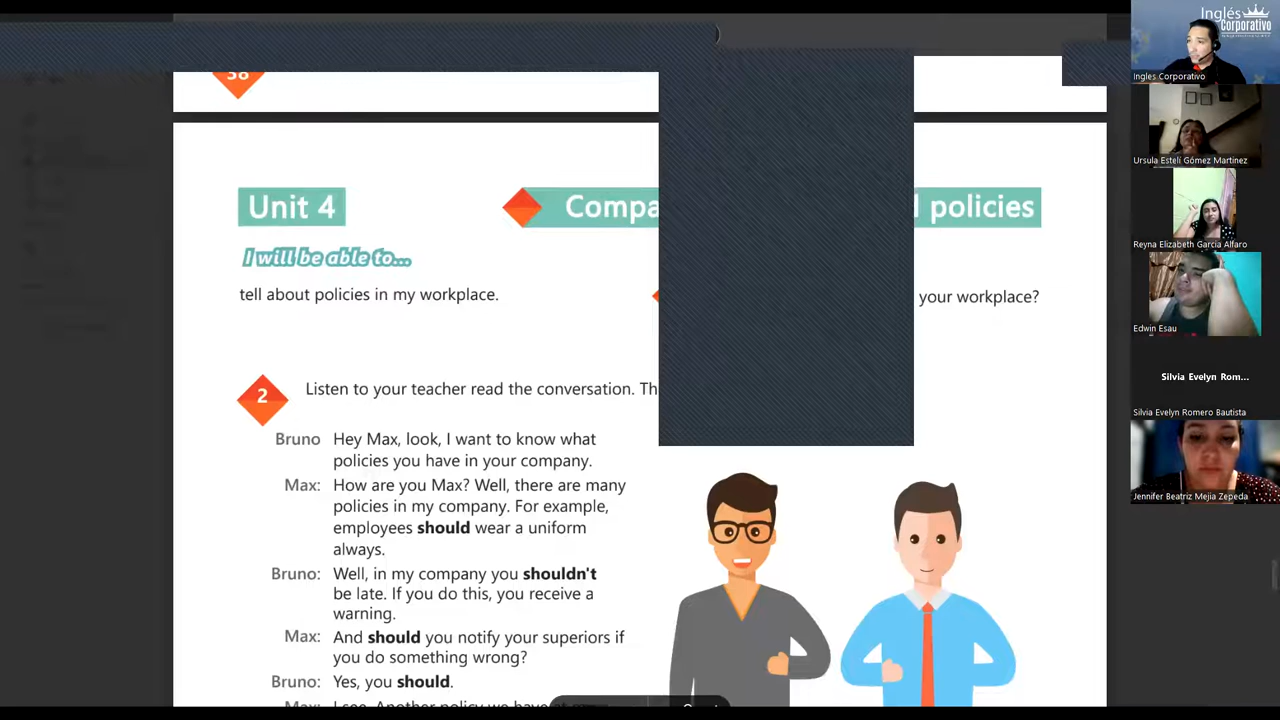 38
Unit 4
Compa
policies
I will be able to...
tell about policies in my workplace.
your workplace?
2
Listen to your teacher read the conversation. Th
Bruno Hey Max, look, I want to know what
policies you have in your company.
Max: How are you Max? Well, there are many
policies in my company. For example,
employees should wear a uniform
always.
Bruno: Well, in my company you shouldn't
be late. If you do this, you receive a
warning.
Max: And should you notify your superiors if
you do something wrong?
Bruno: Yes, you should.
Inglés
Corporativo
Ingles Corporativo
Ursula Estelí Gómez Martinez
Reyna Elizabeth Garcia Alfaro
Edwin Esau
Silvia Evelyn Rom...
Silvia Evelyn Romero Bautista
Jennifer Beatriz Mejia Zepeda